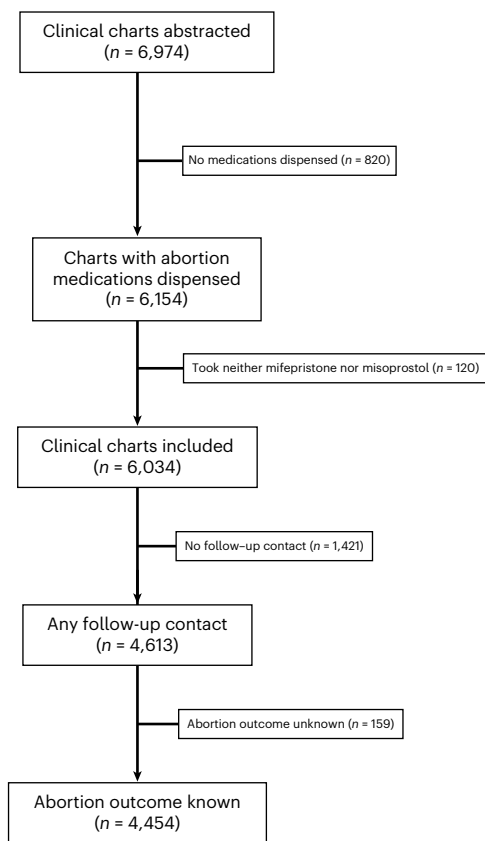 Clinical charts abstracted
(n = 6,974)
No medications dispensed (n = 820)
Charts with abortion
medications dispensed
(n = 6,154)
Took neither mifepristone nor misoprostol (n = 120)
Clinical charts included
(n = 6,034)
No follow–up contact (n = 1,421)
Any follow-up contact
(n = 4,613)
Abortion outcome unknown (n = 159)
Abortion outcome known
(n = 4,454)